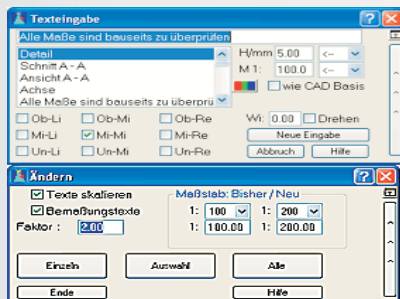 Texteingabe
Alle Maße sind bauseits zu überprüfen
Detail
Schnitt A - A
Ansicht A - A
Achse
Alle Maße sind bauseits zu überprü
H/mm 5.00 <--
M 1: 100.0 <--
wie CAD Basis
Ob-Li Ob-Mi Ob-Re
Mi-Li Mi-Mi Mi-Re
Un-Li Un-Mi Un-Re
Wi: 0.00 Drehen
Neue Eingabe
Abbruch Hilfe
Ändern
Texte skalieren
Bemaßungstexte
Faktor : 2.00
Maßstab: Bisher / Neu
1: 100 1: 200
1: 100.00 1: 200.00
Einzeln Auswahl Alle
Ende Hilfe